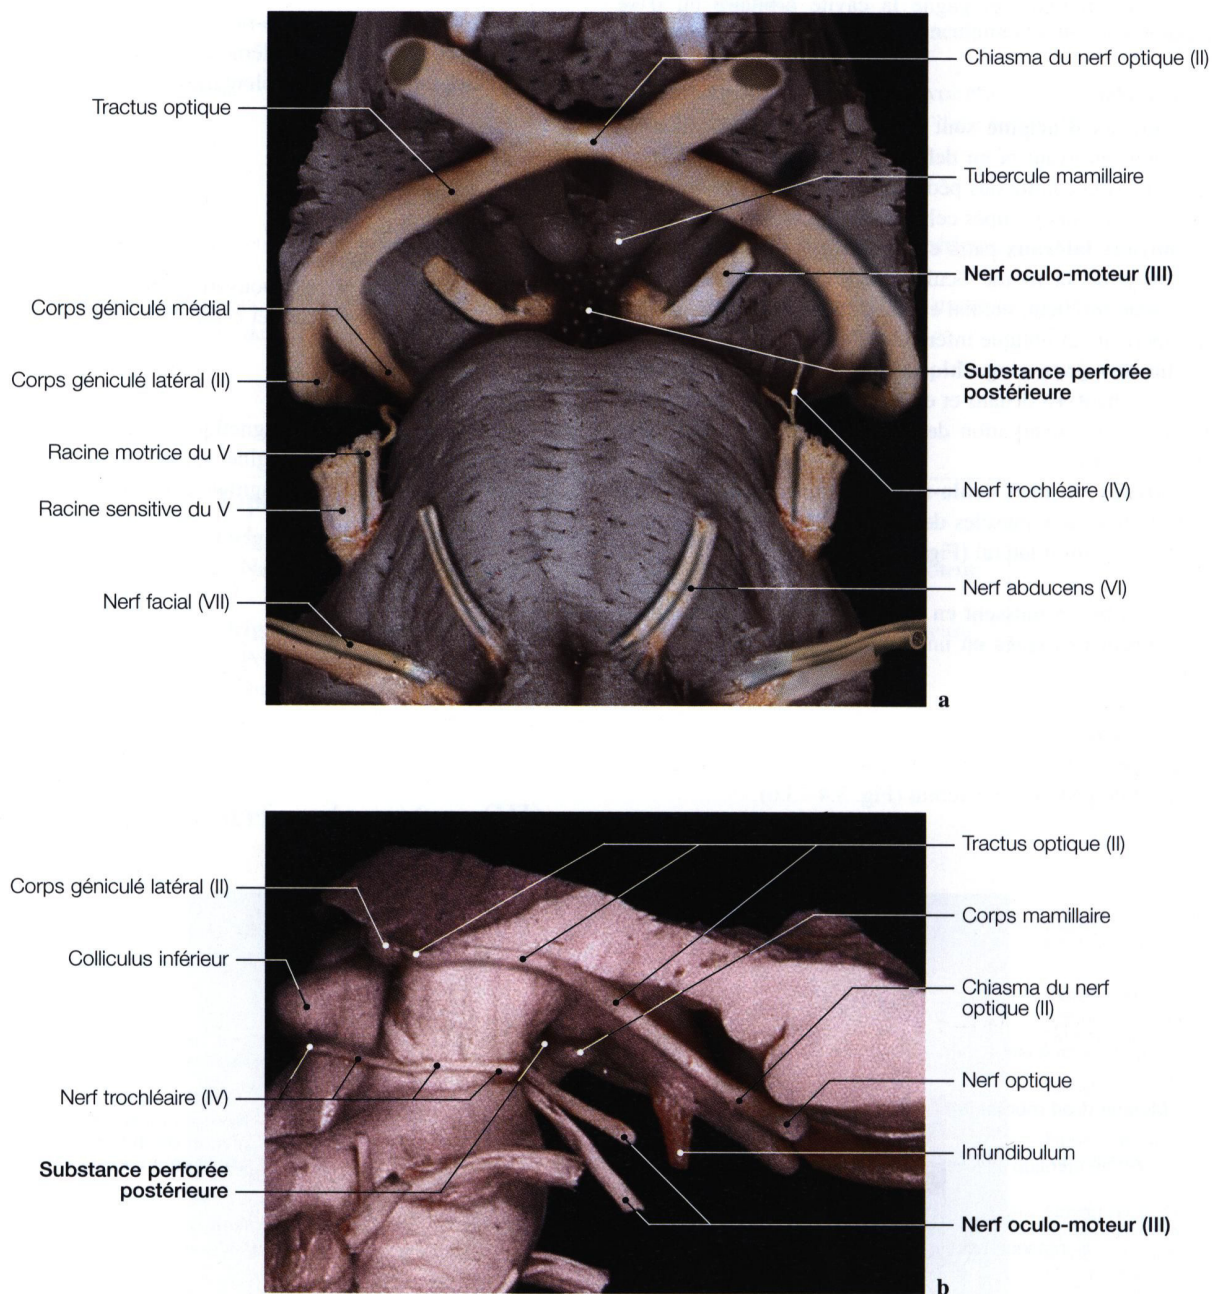 Chiasma du nerf optique (II)
Tractus optique
Tubercule mamillaire
Nerf oculo-moteur (III)
Corps géniculé médial
Corps géniculé latéral (II)
Substance perforée
postérieure
Racine motrice du V
Nerf trochléaire (IV)
Racine sensitive du V
Nerf abducens (VI)
Nerf facial (VII)
a
Tractus optique (II)
Corps géniculé latéral (II)
Corps mamillaire
Colliculus inférieur
Chiasma du nerf
optique (II)
Nerf optique
Nerf trochléaire (IV)
Infundibulum
Substance perforée
postérieure
Nerf oculo-moteur (III)
b